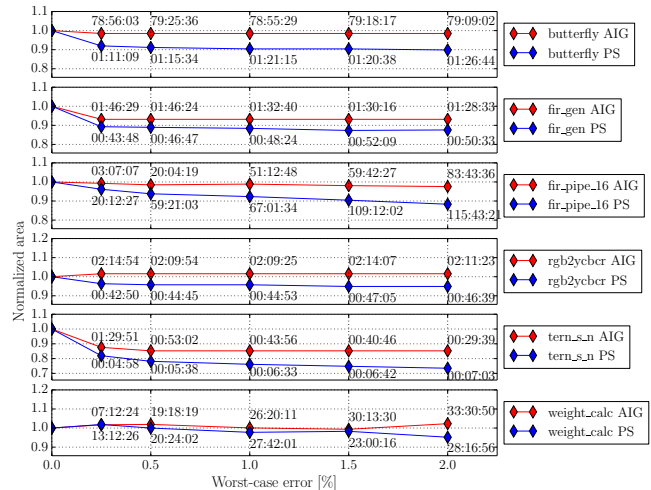 1.1
1.0
0.9
0.8
78:56:03 79:25:36 78:55:29 79:18:17 79:09:02
01:11:09 01:15:34 01:21:15 01:20:38 01:26:44
butterfly AIG
butterfly PS
1.1
1.0
0.9
0.8
01:46:29 01:46:24 01:32:40 01:30:16 01:28:33
00:43:48 00:46:47 00:48:24 00:52:09 00:50:33
fir_gen AIG
fir_gen PS
1.1
1.0
0.9
0.8
03:07:07 20:04:19 51:12:48 59:42:27 83:43:36
20:12:27 59:21:03 67:01:34 109:12:02 115:43:21
fir_pipe_16 AIG
fir_pipe_16 PS
1.2
1.1
1.0
0.9
02:14:54 02:09:54 02:09:25 02:14:07 02:11:23
00:42:50 00:44:45 00:44:53 00:47:05 00:46:39
rgb2ycbcr AIG
rgb2ycbcr PS
1.1
1.0
0.9
0.8
0.7
01:29:51 00:53:02 00:43:56 00:40:46 00:29:39
00:04:58 00:05:38 00:06:33 00:06:42 00:07:03
tern_s_n AIG
tern_s_n PS
1.2
1.1
1.0
0.9
07:12:24 19:18:19 26:20:11 30:13:30 33:30:50
13:12:26 20:24:02 27:42:01 23:00:16 28:16:56
weight_calc AIG
weight_calc PS
0.0 0.5 1.0 1.5 2.0
Worst-case error [%]
Normalized area